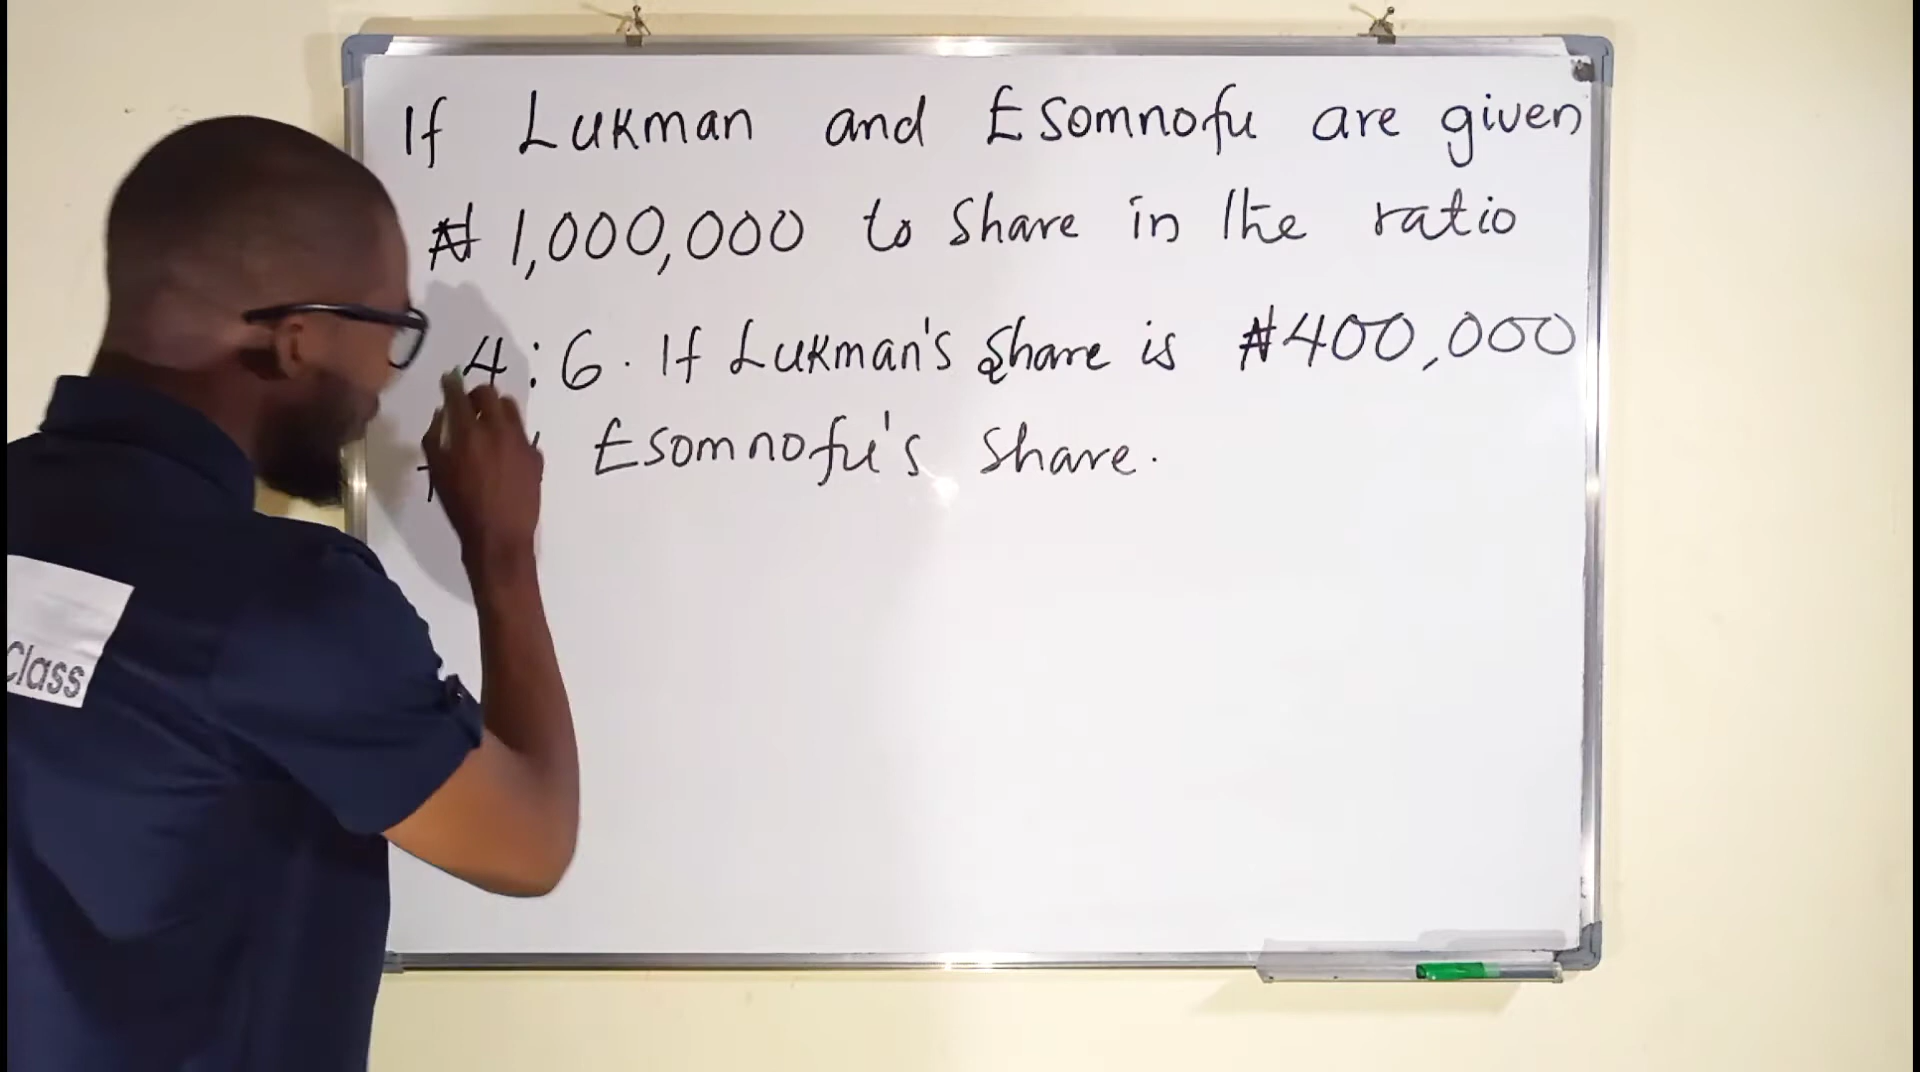 If Lukman and Esomnofu are given
₦1,000,000 to share in the ratio
4:6. If Lukman's share is ₦400,000
Esomnofu's share.
Class